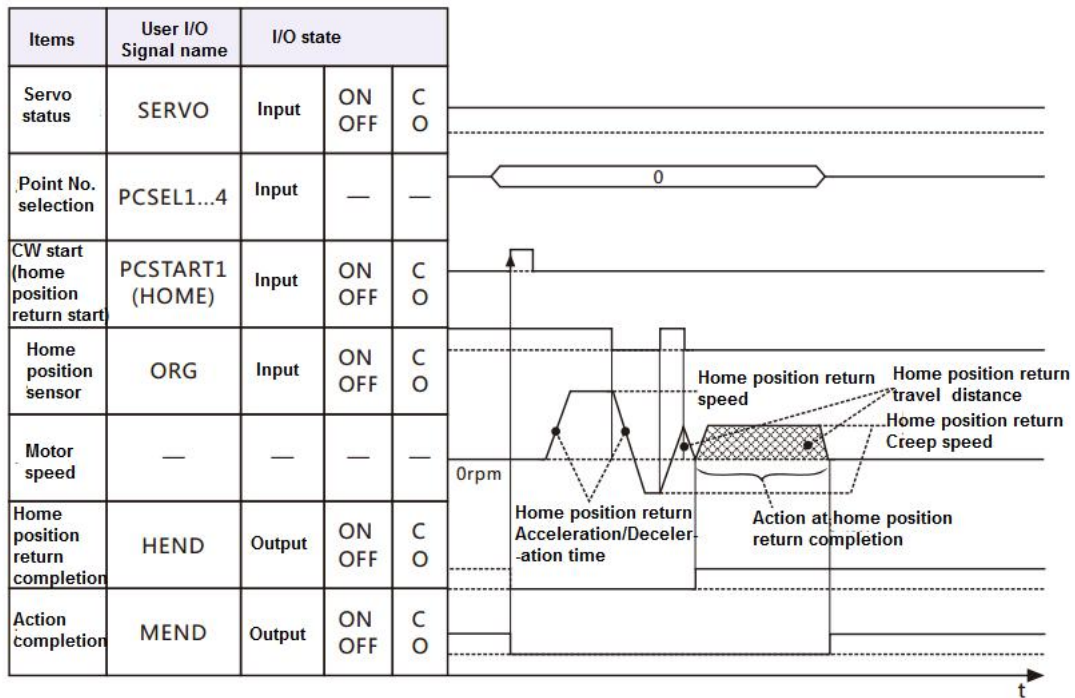 Items
User I/O
Signal name
I/O state
Servo
status
SERVO
Input
ON
OFF
C
O
Point No.
selection
PCSEL1...4
Input
—
—
0
CW start
(home
position
return start)
PCSTART1
(HOME)
Input
ON
OFF
C
O
Home
position
sensor
ORG
Input
ON
OFF
C
O
Motor
speed
—
—
—
—
0rpm
Home position return
speed
Home position return
travel distance
Home position return
Creep speed
Home position return
Acceleration/Deceler-
-ation time
Action at home position
return completion
Home
position
return
completion
HEND
Output
ON
OFF
C
O
Action
completion
MEND
Output
ON
OFF
C
O
t